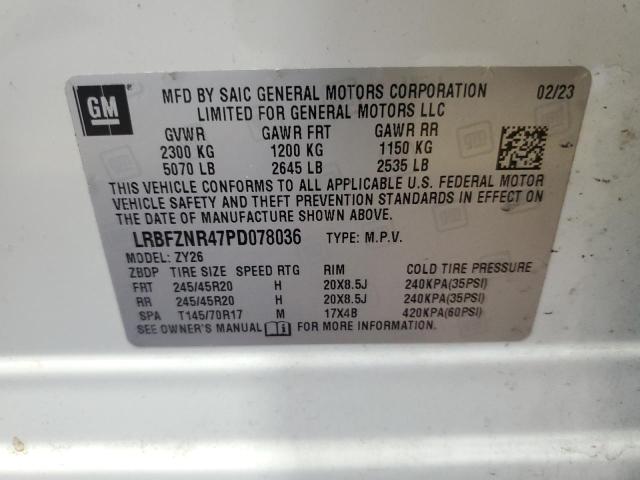 GM
MFD BY SAIC GENERAL MOTORS CORPORATION 02/23
LIMITED FOR GENERAL MOTORS LLC
GVWR GAWR FRT GAWR RR
2300 KG 1200 KG 1150 KG
5070 LB 2645 LB 2535 LB
THIS VEHICLE CONFORMS TO ALL APPLICABLE U.S. FEDERAL MOTOR
VEHICLE SAFETY AND THEFT PREVENTION STANDARDS IN EFFECT ON
THE DATE OF MANUFACTURE SHOWN ABOVE.
LRBFZNR47PD078036 TYPE: M.P.V.
MODEL: ZY26
ZBDP TIRE SIZE SPEED RTG RIM COLD TIRE PRESSURE
FRT 245/45R20 H 20X8.5J 240KPA(35PSI)
RR 245/45R20 H 20X8.5J 240KPA(35PSI)
SPA T145/70R17 M 17X4B 420KPA(60PSI)
SEE OWNER'S MANUAL FOR MORE INFORMATION